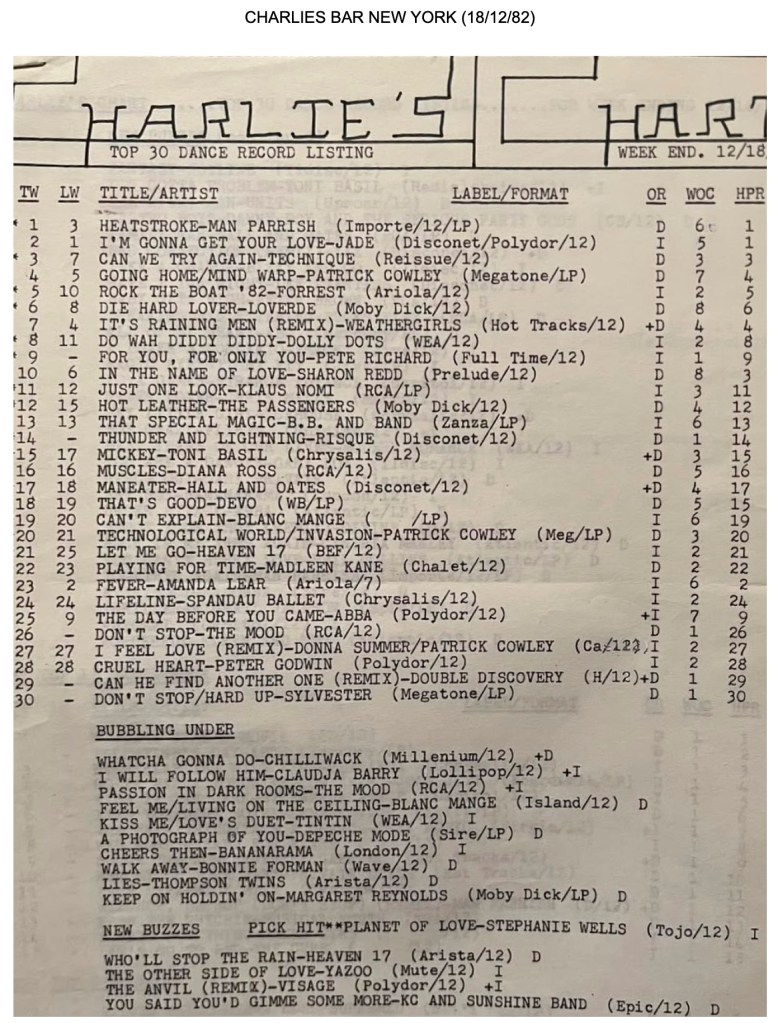 CHARLIES BAR NEW YORK (18/12/82)
HARLIE'S HART
TOP 30 DANCE RECORD LISTING WEEK END. 12/18
TW LW TITLE/ARTIST LABEL/FORMAT OR WOC HPR
* 1 3 HEATSTROKE-MAN PARRISH (Importe/12/LP) D 6 1
2 1 I'M GONNA GET YOUR LOVE-JADE (Disconet/Polydor/12) I 5 1
* 3 7 CAN WE TRY AGAIN-TECHNIQUE (Reissue/12) D 3 3
4 5 GOING HOME/MIND WARP-PATRICK COWLEY (Megatone/LP) D 7 4
* 5 10 ROCK THE BOAT '82-FORREST (Ariola/12) I 2 5
* 6 8 DIE HARD LOVER-LOVERDE (Moby Dick/12) D 8 6
7 4 IT'S RAINING MEN (REMIX)-WEATHERGIRLS (Hot Tracks/12) +D 4 4
* 8 11 DO WAH DIDDY DIDDY-DOLLY DOTS (WEA/12) I 2 8
* 9 - FOR YOU, FOR ONLY YOU-PETE RICHARD (Full Time/12) I 1 9
10 6 IN THE NAME OF LOVE-SHARON REDD (Prelude/12) D 8 3
*11 12 JUST ONE LOOK-KLAUS NOMI (RCA/LP) I 3 11
*12 15 HOT LEATHER-THE PASSENGERS (Moby Dick/12) D 4 12
13 13 THAT SPECIAL MAGIC-B.B. AND BAND (Zanza/LP) I 6 13
*14 - THUNDER AND LIGHTNING-RISQUE (Disconet/12) D 1 14
*15 17 MICKEY-TONI BASIL (Chrysalis/12) +D 3 15
16 16 MUSCLES-DIANA ROSS (RCA/12) D 5 16
*17 18 MANEATER-HALL AND OATES (Disconet/12) +D 4 17
18 19 THAT'S GOOD-DEVO (WB/LP) D 5 15
19 20 CAN'T EXPLAIN-BLANC MANGE ( /LP) I 6 19
20 21 TECHNOLOGICAL WORLD/INVASION-PATRICK COWLEY (Meg/LP) D 3 20
21 25 LET ME GO-HEAVEN 17 (BEF/12) I 2 21
22 23 PLAYING FOR TIME-MADLEEN KANE (Chalet/12) D 2 22
23 2 FEVER-AMANDA LEAR (Ariola/7) I 6 2
24 24 LIFELINE-SPANDAU BALLET (Chrysalis/12) I 2 24
25 9 THE DAY BEFORE YOU CAME-ABBA (Polydor/12) +I 7 9
26 - DON'T STOP-THE MOOD (RCA/12) D 1 26
27 27 I FEEL LOVE (REMIX)-DONNA SUMMER/PATRICK COWLEY (Ca/12) I 2 27
28 28 CRUEL HEART-PETER GODWIN (Polydor/12) I 2 28
29 - CAN HE FIND ANOTHER ONE (REMIX)-DOUBLE DISCOVERY (H/12)+D 1 29
30 - DON'T STOP/HARD UP-SYLVESTER (Megatone/LP) D 1 30
BUBBLING UNDER
WHATCHA GONNA DO-CHILLIWACK (Millenium/12) +D
I WILL FOLLOW HIM-CLAUDJA BARRY (Lollipop/12) +I
PASSION IN DARK ROOMS-THE MOOD (RCA/12) +I
FEEL ME/LIVING ON THE CEILING-BLANC MANGE (Island/12) D
KISS ME/LOVE'S DUET-TINTIN (WEA/12) I
A PHOTOGRAPH OF YOU-DEPECHE MODE (Sire/LP) D
CHEERS THEN-BANANARAMA (London/12) I
WALK AWAY-BONNIE FORMAN (Wave/12) D
LIES-THOMPSON TWINS (Arista/12) D
KEEP ON HOLDIN' ON-MARGARET REYNOLDS (Moby Dick/LP) D
NEW BUZZES PICK HIT**PLANET OF LOVE-STEPHANIE WELLS (Tojo/12) I
WHO'LL STOP THE RAIN-HEAVEN 17 (Arista/12) D
THE OTHER SIDE OF LOVE-YAZOO (Mute/12) I
THE ANVIL (REMIX)-VISAGE (Polydor/12) +I
YOU SAID YOU'D GIMME SOME MORE-KC AND SUNSHINE BAND (Epic/12) D